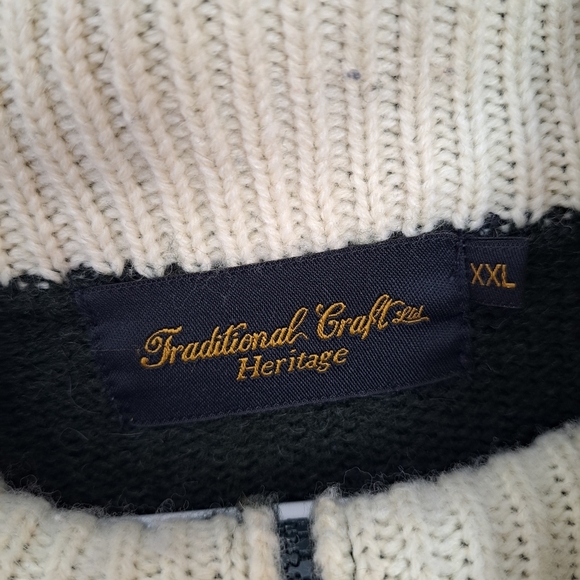 Traditional Craft Ltd
Heritage
XXL